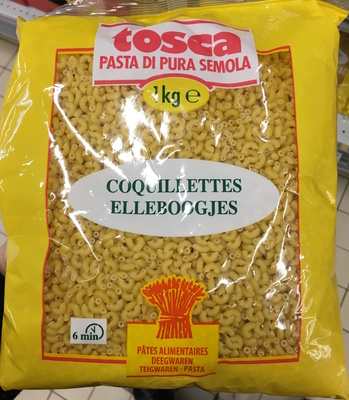 tosca
PASTA DI PURA SEMOLA
1kg e
COQUILLETTES
ELLEBOOGJES
6 min
PÂTES ALIMENTAIRES
DEEGWAREN
TEIGWAREN - PASTA